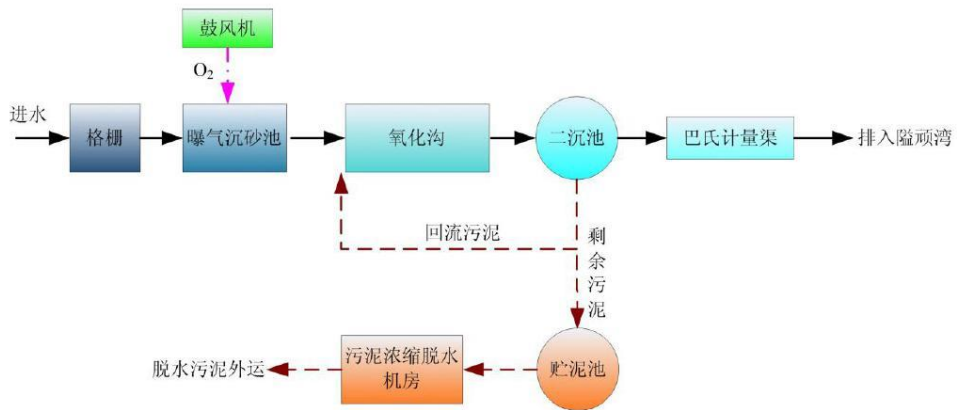 鼓风机
O₂
进水
格栅
曝气沉砂池
氧化沟
二沉池
巴氏计量渠
排入隘顽湾
回流污泥
剩余污泥
脱水污泥外运
污泥浓缩脱水
机房
贮泥池